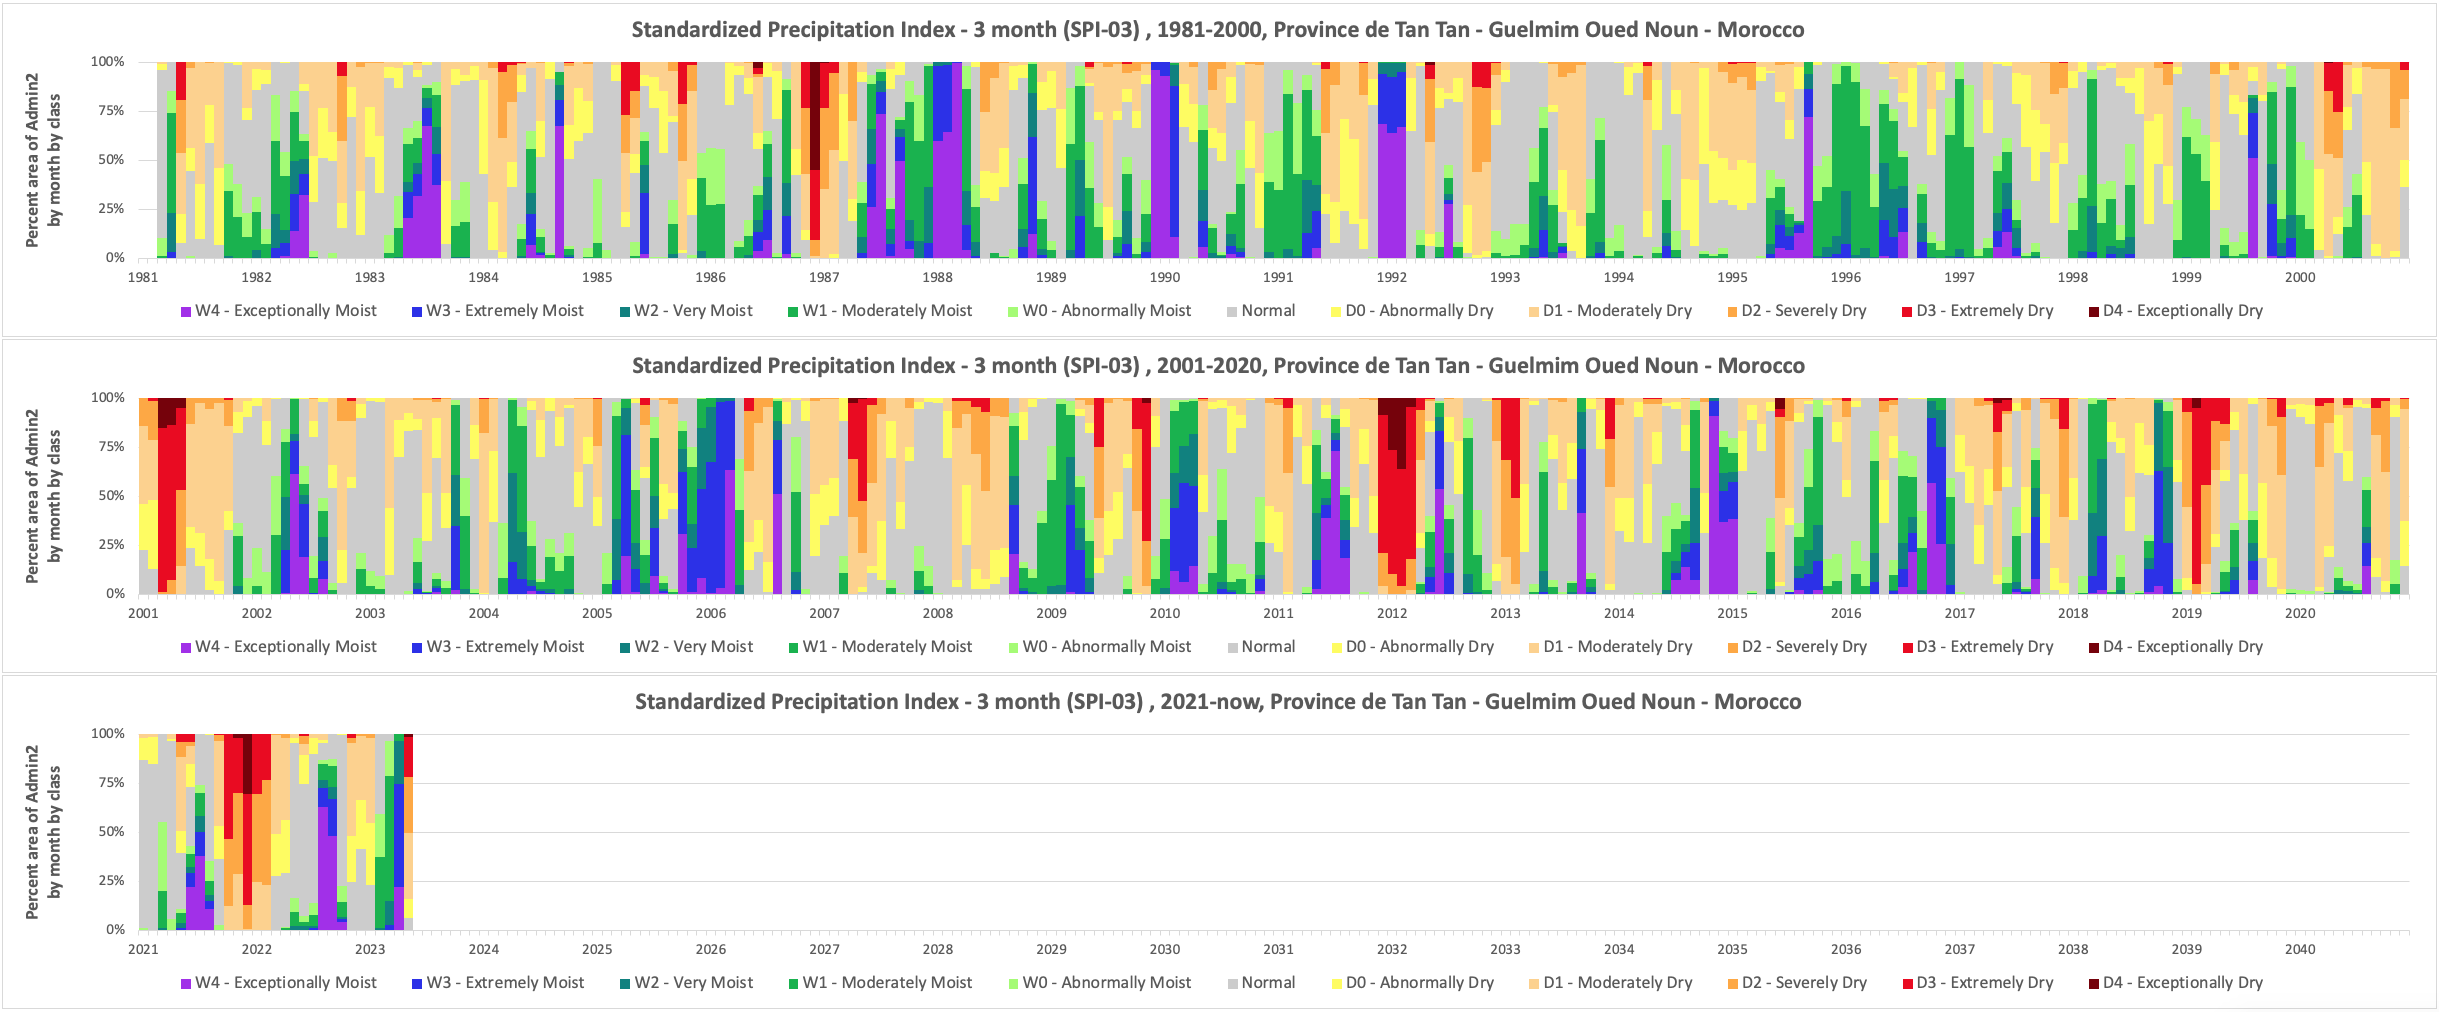 Standardized Precipitation Index - 3 month (SPI-03) , 1981-2000, Province de Tan Tan - Guelmim Oued Noun - Morocco
Percent area of Admin2
by month by class
100%
75%
50%
25%
0%
1981 1982 1983 1984 1985 1986 1987 1988 1989 1990 1991 1992 1993 1994 1995 1996 1997 1998 1999 2000
W4 - Exceptionally Moist W3 - Extremely Moist W2 - Very Moist W1 - Moderately Moist W0 - Abnormally Moist Normal D0 - Abnormally Dry D1 - Moderately Dry D2 - Severely Dry D3 - Extremely Dry D4 - Exceptionally Dry
Standardized Precipitation Index - 3 month (SPI-03) , 2001-2020, Province de Tan Tan - Guelmim Oued Noun - Morocco
Percent area of Admin2
by month by class
100%
75%
50%
25%
0%
2001 2002 2003 2004 2005 2006 2007 2008 2009 2010 2011 2012 2013 2014 2015 2016 2017 2018 2019 2020
W4 - Exceptionally Moist W3 - Extremely Moist W2 - Very Moist W1 - Moderately Moist W0 - Abnormally Moist Normal D0 - Abnormally Dry D1 - Moderately Dry D2 - Severely Dry D3 - Extremely Dry D4 - Exceptionally Dry
Standardized Precipitation Index - 3 month (SPI-03) , 2021-now, Province de Tan Tan - Guelmim Oued Noun - Morocco
Percent area of Admin2
by month by class
100%
75%
50%
25%
0%
2021 2022 2023 2024 2025 2026 2027 2028 2029 2030 2031 2032 2033 2034 2035 2036 2037 2038 2039 2040
W4 - Exceptionally Moist W3 - Extremely Moist W2 - Very Moist W1 - Moderately Moist W0 - Abnormally Moist Normal D0 - Abnormally Dry D1 - Moderately Dry D2 - Severely Dry D3 - Extremely Dry D4 - Exceptionally Dry